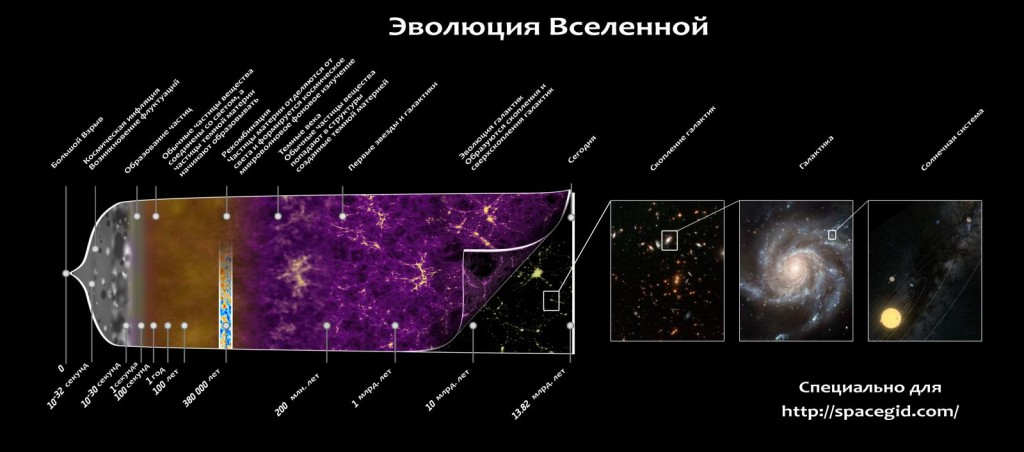 Эволюция Вселенной
Большой Взрыв
Космическая инфляция
Возникновение флуктуаций
Образование частиц
Обычные частицы вещества
соединены со светом, а
частицы темной материи
начинают образовывать
Рекомбинация
Частицы материи отделяются от
света и формируется космическое
микроволновое фоновое излучение
Темные века
Обычные частицы вещества
попадают в структуры
созданные темной материей
Первые звезды и галактики
Эволюция галактик
Образуются скопления и
сверхскопления галактик
Сегодня
Скопление галактик
Галактика
Солнечная система
0
10-32 секунд
10-30 секунд
1 секунда
100 секунд
1 год
100 лет
380 000 лет
200 млн. лет
1 млрд. лет
10 млрд. лет
13.82 млрд. лет
Специально для
http://spacegid.com/